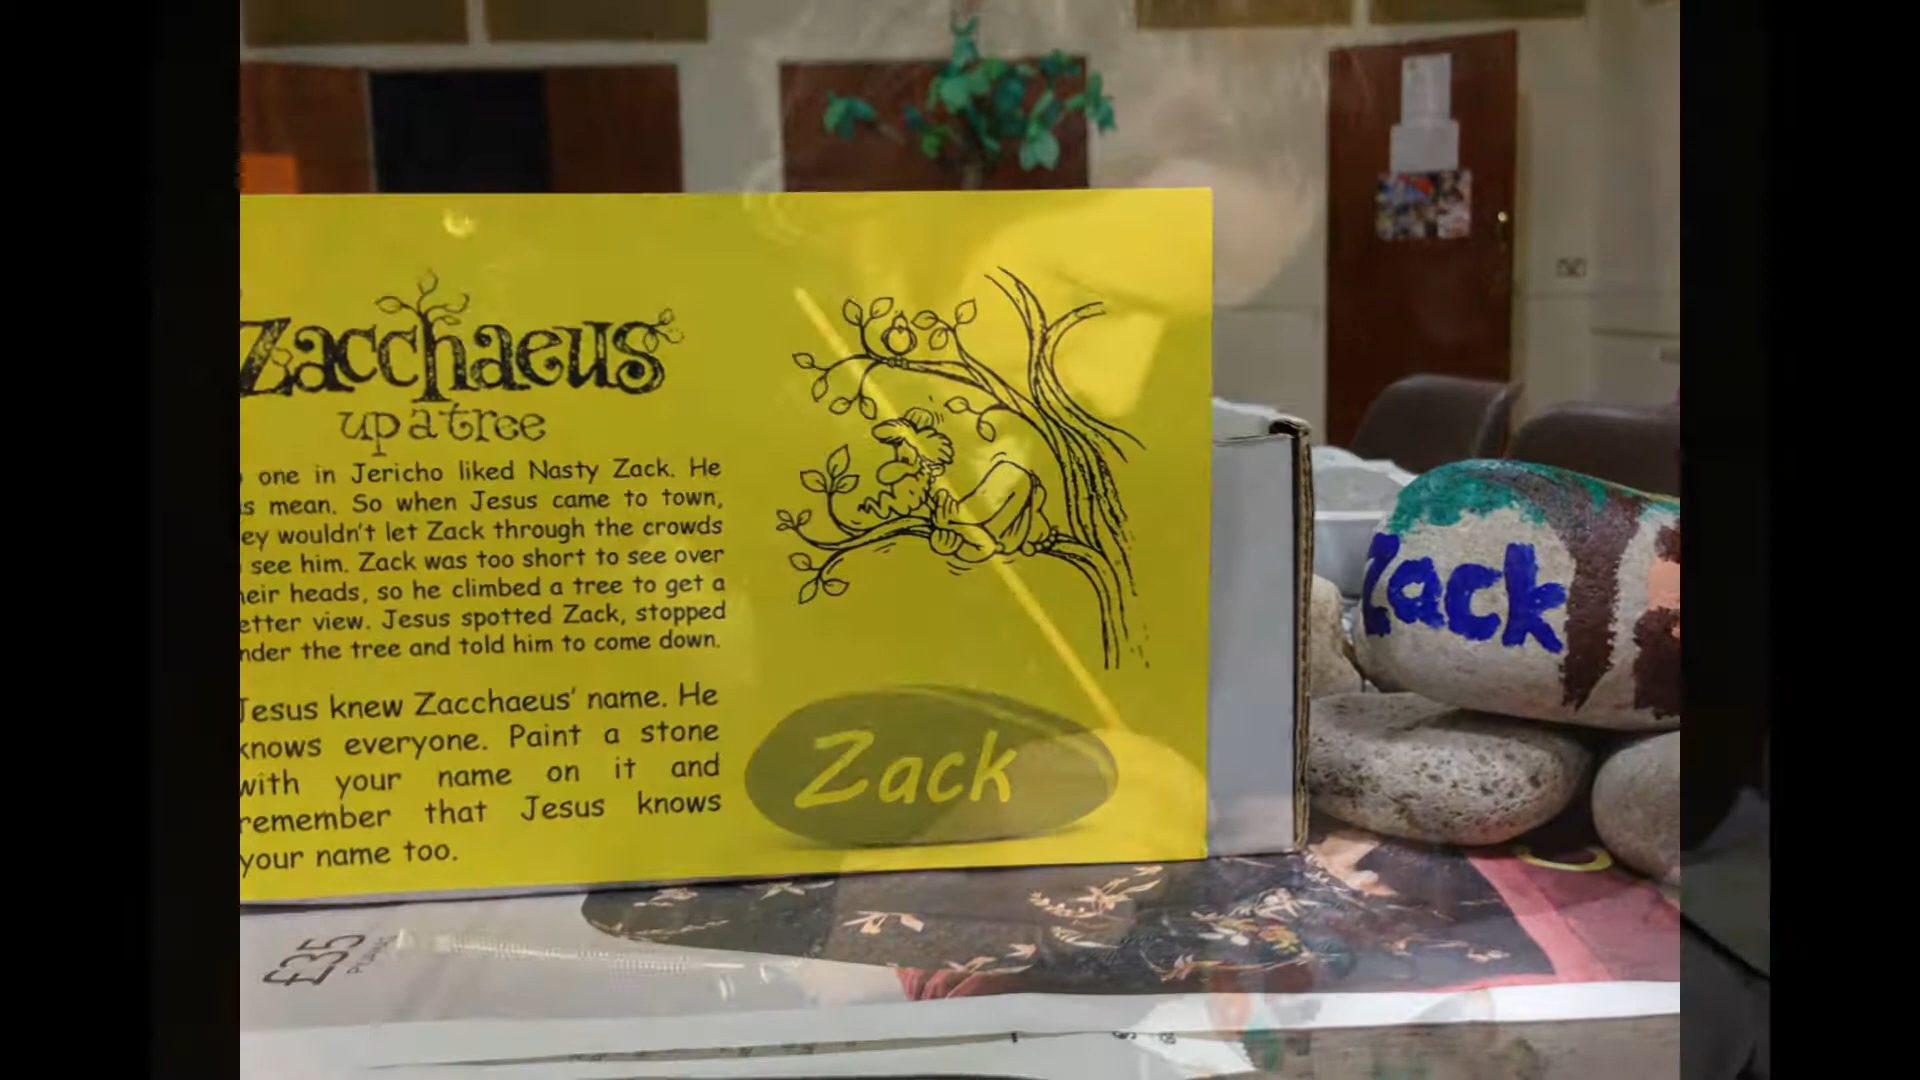 Zacchaeus
up a tree
one in Jericho liked Nasty Zack. He
s mean. So when Jesus came to town,
ey wouldn't let Zack through the crowds
see him. Zack was too short to see over
heir heads, so he climbed a tree to get a
etter view. Jesus spotted Zack, stopped
nder the tree and told him to come down.
Jesus knew Zacchaeus' name. He
knows everyone. Paint a stone
with your name on it and
remember that Jesus knows
your name too.
Zack
Zack
£35